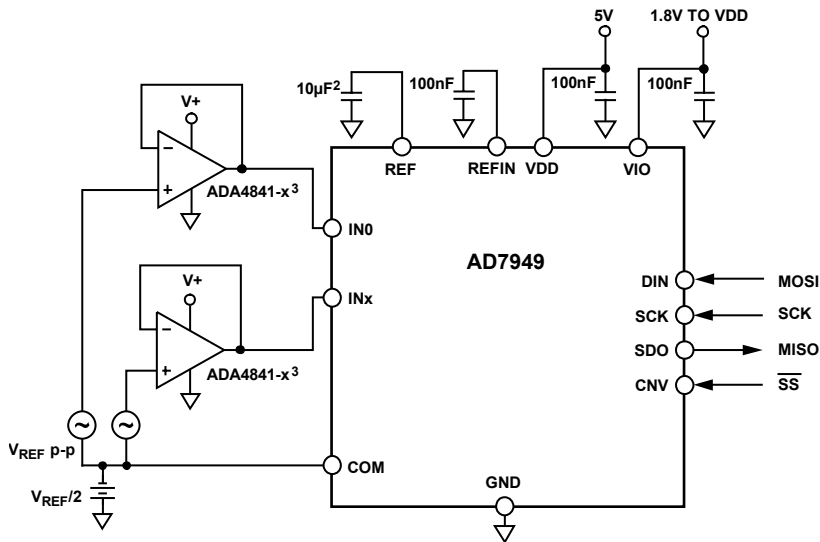 5V
1.8V TO VDD
10µF²
100nF
100nF
100nF
V+
REF
REFIN
VDD
VIO
ADA4841-x³
IN0
AD7949
V+
INx
DIN
MOSI
SCK
SCK
ADA4841-x³
SDO
MISO
CNV
SS
VREF p-p
COM
VREF/2
GND